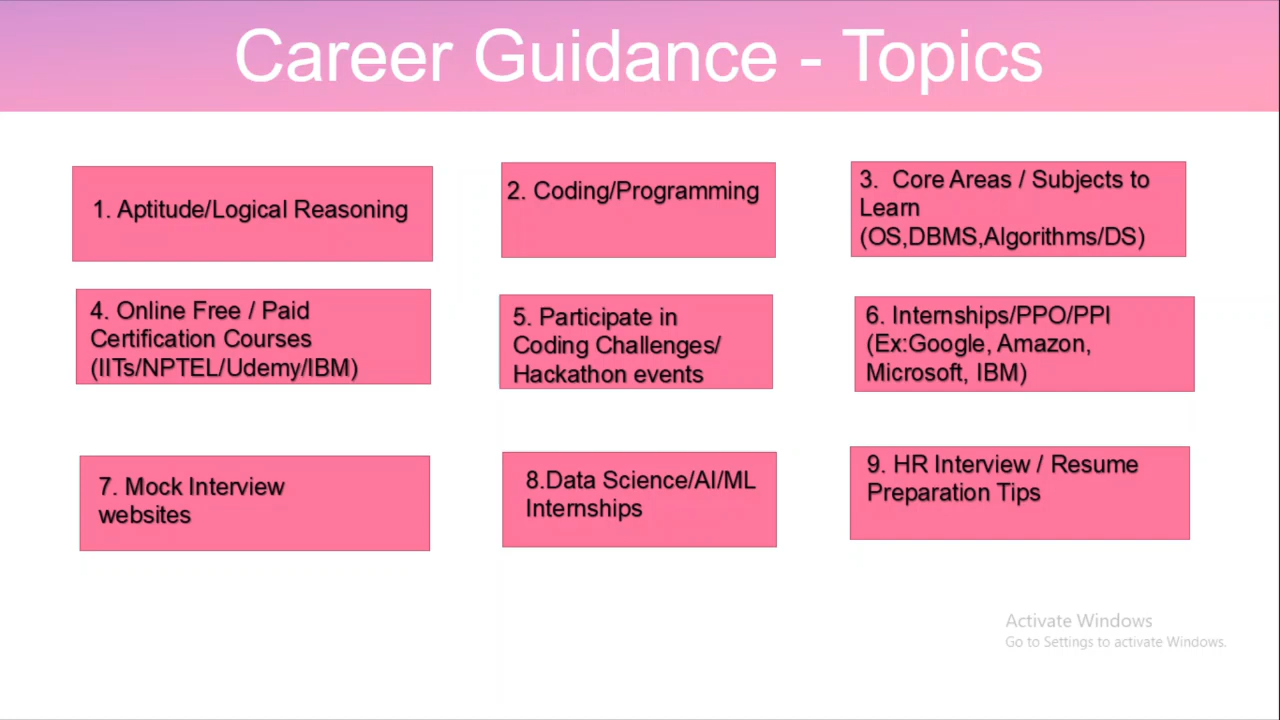 Career Guidance - Topics
1. Aptitude/Logical Reasoning
2. Coding/Programming
3.  Core Areas / Subjects to
Learn
(OS,DBMS,Algorithms/DS)
4. Online Free / Paid
Certification Courses
(IITs/NPTEL/Udemy/IBM)
5. Participate in
Coding Challenges/
Hackathon events
6. Internships/PPO/PPI
(Ex:Google, Amazon,
Microsoft, IBM)
7. Mock Interview
websites
8.Data Science/AI/ML
Internships
9. HR Interview / Resume
Preparation Tips
Activate Windows
Go to Settings to activate Windows.